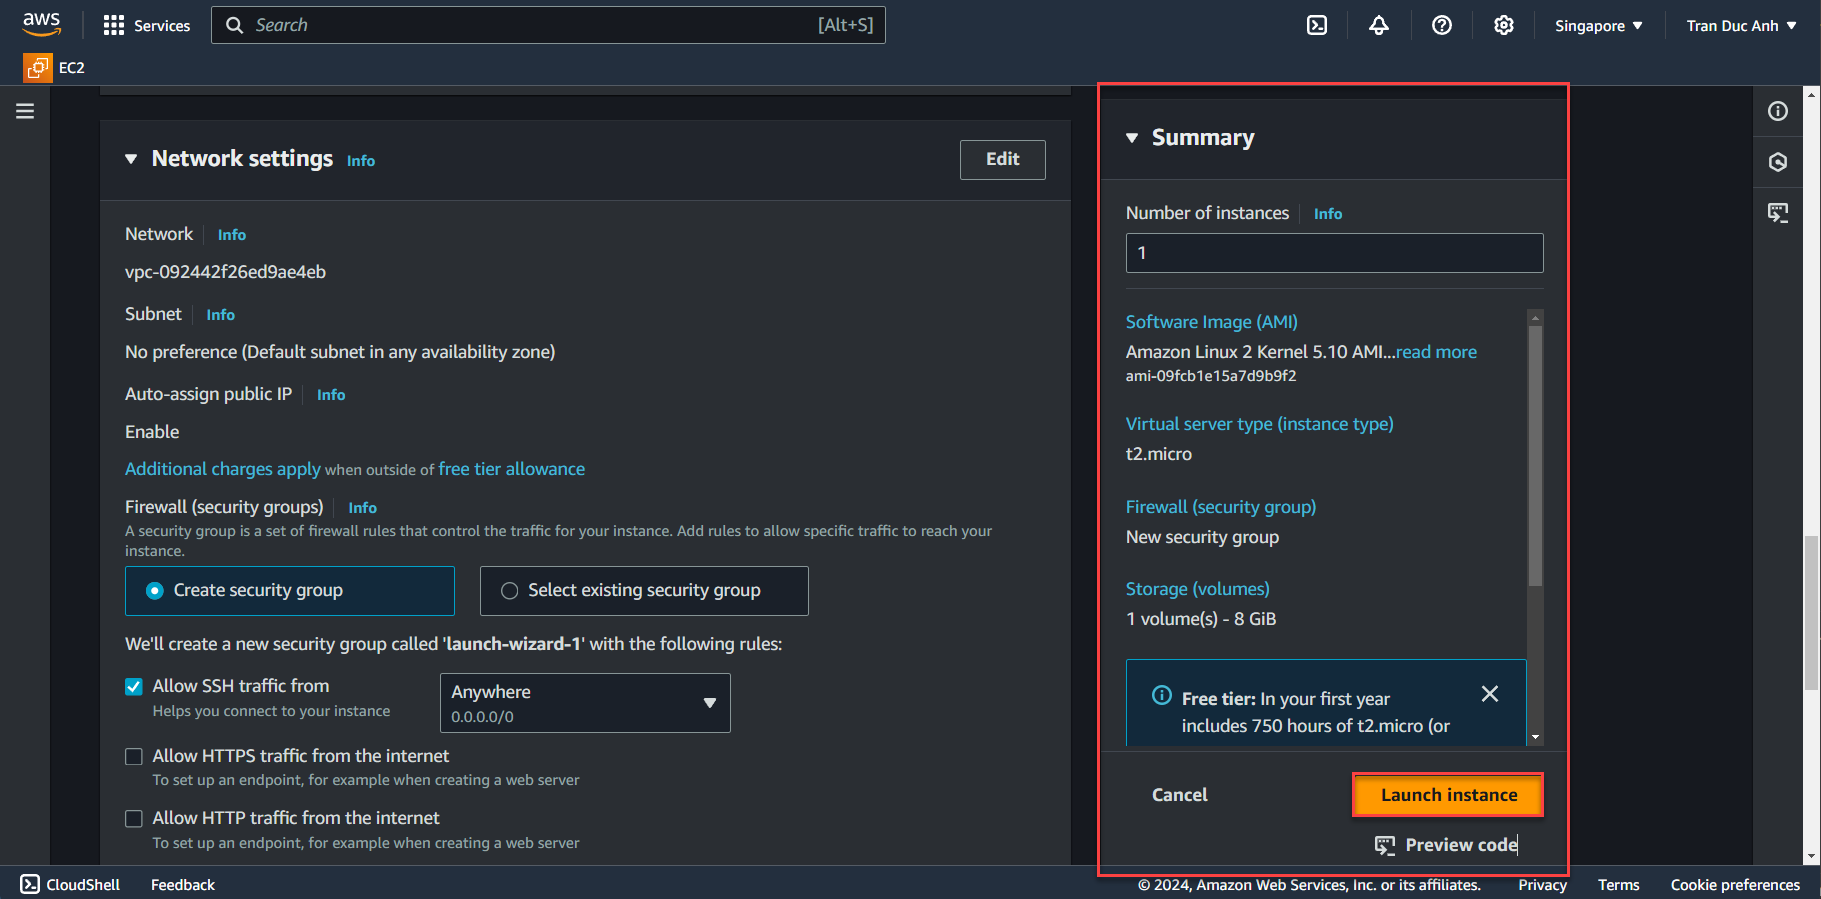 aws
Services
Search
[Alt+S]
Singapore
Tran Duc Anh
EC2
Network settings Info
Edit
Network Info
vpc-092442f26ed9ae4eb
Subnet Info
No preference (Default subnet in any availability zone)
Auto-assign public IP Info
Enable
Additional charges apply when outside of free tier allowance
Firewall (security groups) Info
A security group is a set of firewall rules that control the traffic for your instance. Add rules to allow specific traffic to reach your
instance.
Create security group
Select existing security group
We'll create a new security group called 'launch-wizard-1' with the following rules:
Allow SSH traffic from
Helps you connect to your instance
Anywhere
0.0.0.0/0
Allow HTTPS traffic from the internet
To set up an endpoint, for example when creating a web server
Allow HTTP traffic from the internet
To set up an endpoint, for example when creating a web server
Summary
Number of instances Info
1
Software Image (AMI)
Amazon Linux 2 Kernel 5.10 AMI...read more
ami-09fcb1e15a7d9b9f2
Virtual server type (instance type)
t2.micro
Firewall (security group)
New security group
Storage (volumes)
1 volume(s) - 8 GiB
Free tier: In your first year
includes 750 hours of t2.micro (or
Cancel
Launch instance
Preview code
CloudShell
Feedback
© 2024, Amazon Web Services, Inc. or its affiliates.
Privacy
Terms
Cookie preferences